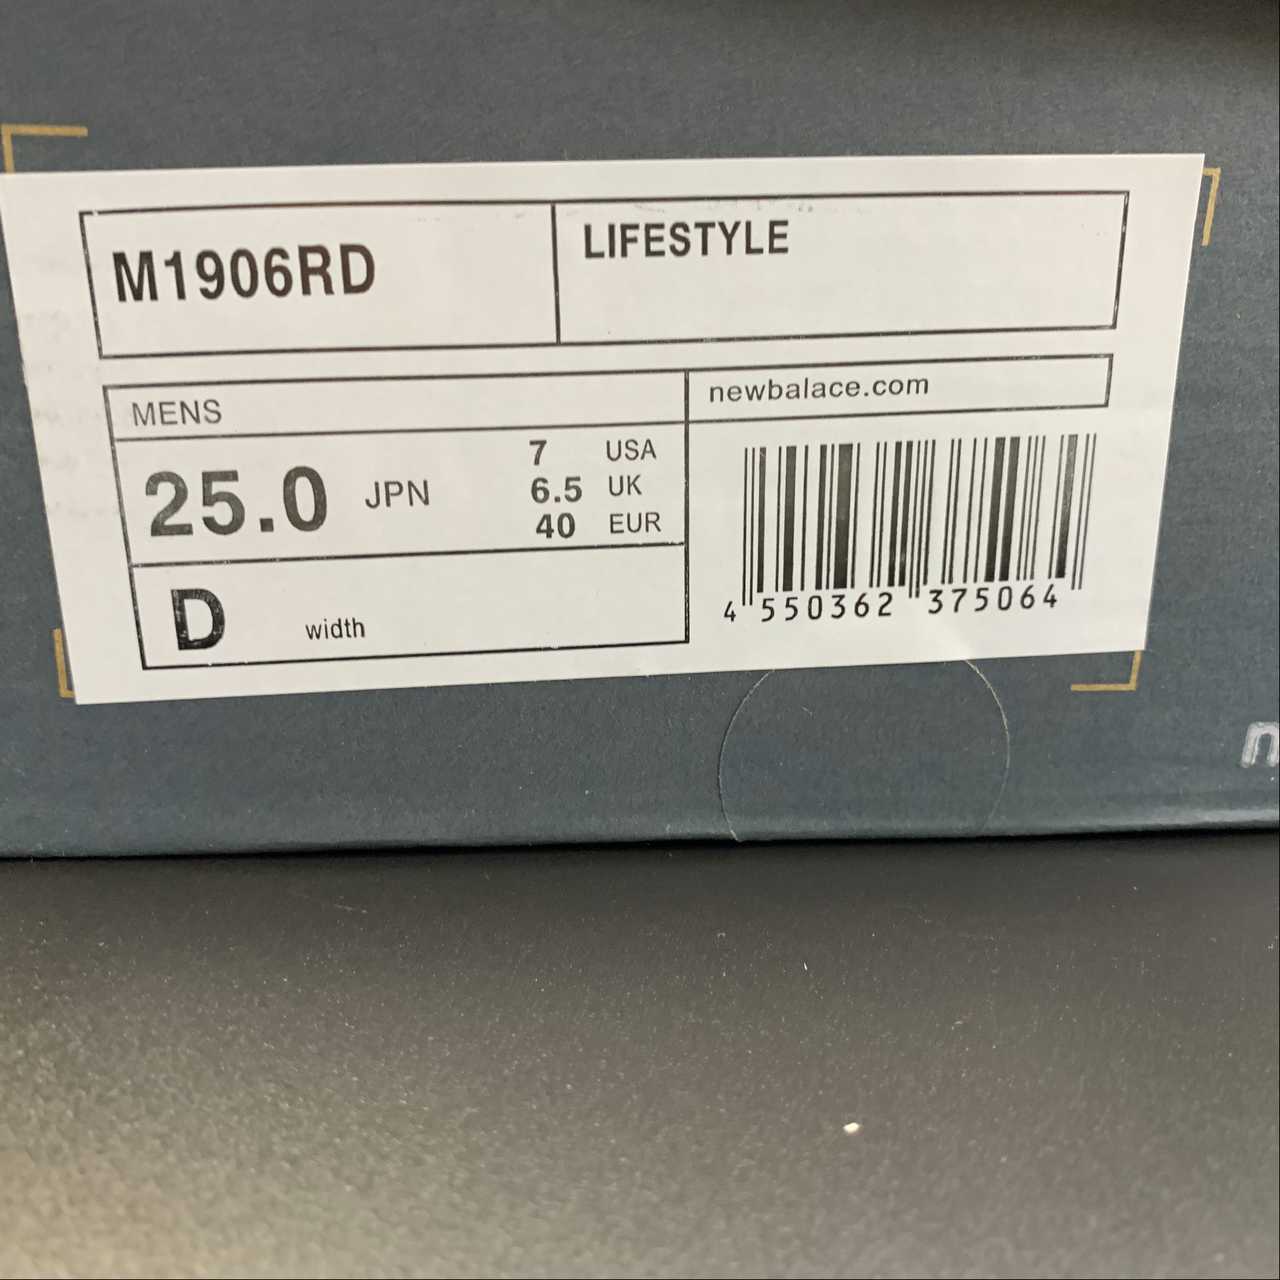 M1906RD
LIFESTYLE
MENS
newbalace.com
25.0 JPN
7 USA
6.5 UK
40 EUR
D width
4 550362 375064
n